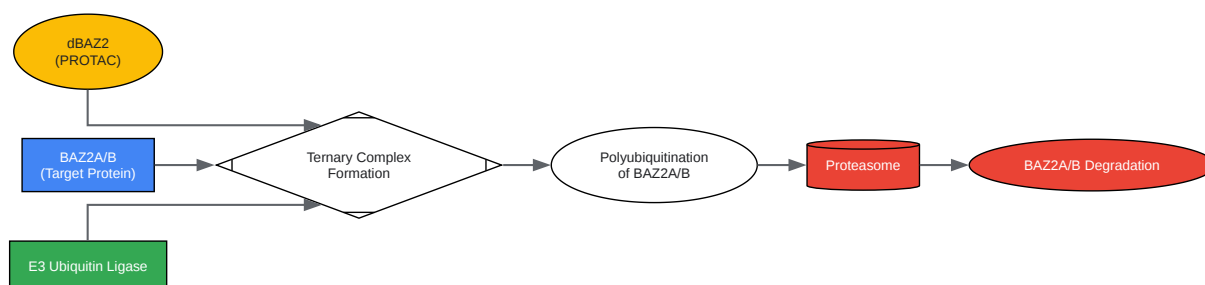 dBAZ2
(PROTAC)
BAZ2A/B
(Target Protein)
E3 Ubiquitin Ligase
Ternary Complex
Formation
Polyubiquitination
of BAZ2A/B
Proteasome
BAZ2A/B Degradation